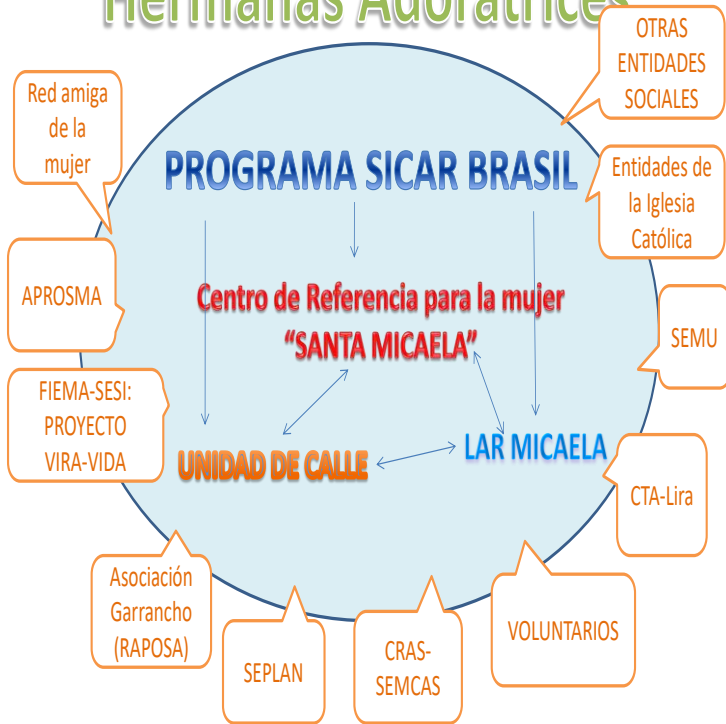 Hermanas Adoratrices
OTRAS
ENTIDADES
SOCIALES
Red amiga
de la
mujer
PROGRAMA SICAR BRASIL
Entidades de
la Iglesia
Católica
APROSMA
Centro de Referencia para la mujer
“SANTA MICAELA”
SEMU
FIEMA-SESI:
PROYECTO
VIRA-VIDA
UNIDAD DE CALLE
LAR MICAELA
CTA-Lira
Asociación
Garrancho
(RAPOSA)
SEPLAN
CRAS-
SEMCAS
VOLUNTARIOS